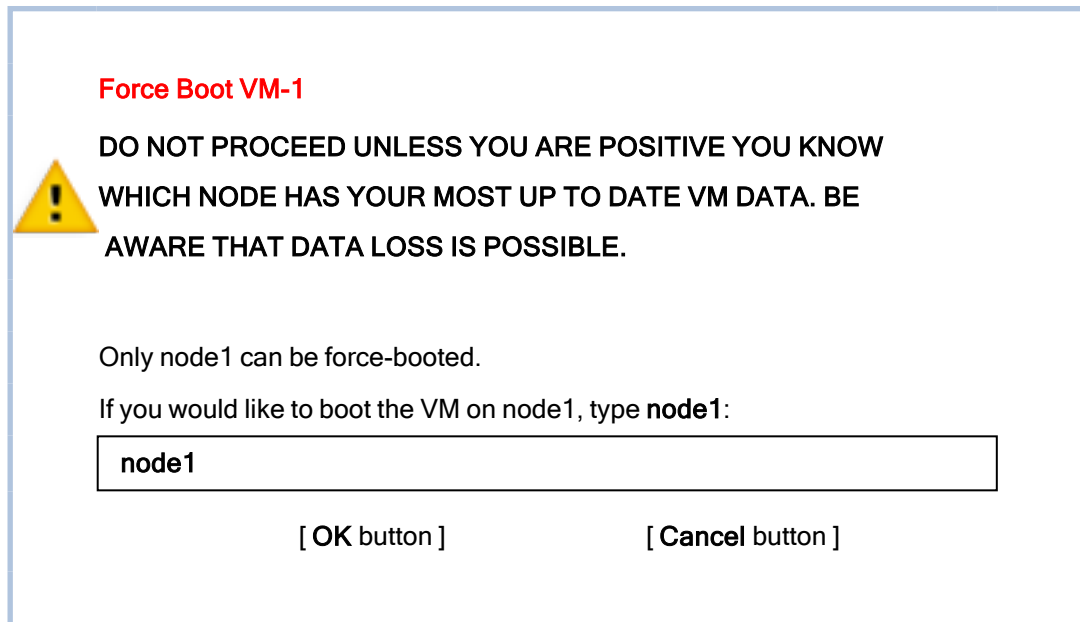 Force Boot VM-1
DO NOT PROCEED UNLESS YOU ARE POSITIVE YOU KNOW
WHICH NODE HAS YOUR MOST UP TO DATE VM DATA. BE
AWARE THAT DATA LOSS IS POSSIBLE.
Only node1 can be force-booted.
If you would like to boot the VM on node1, type node1:
node1
[ OK button ] [ Cancel button ]